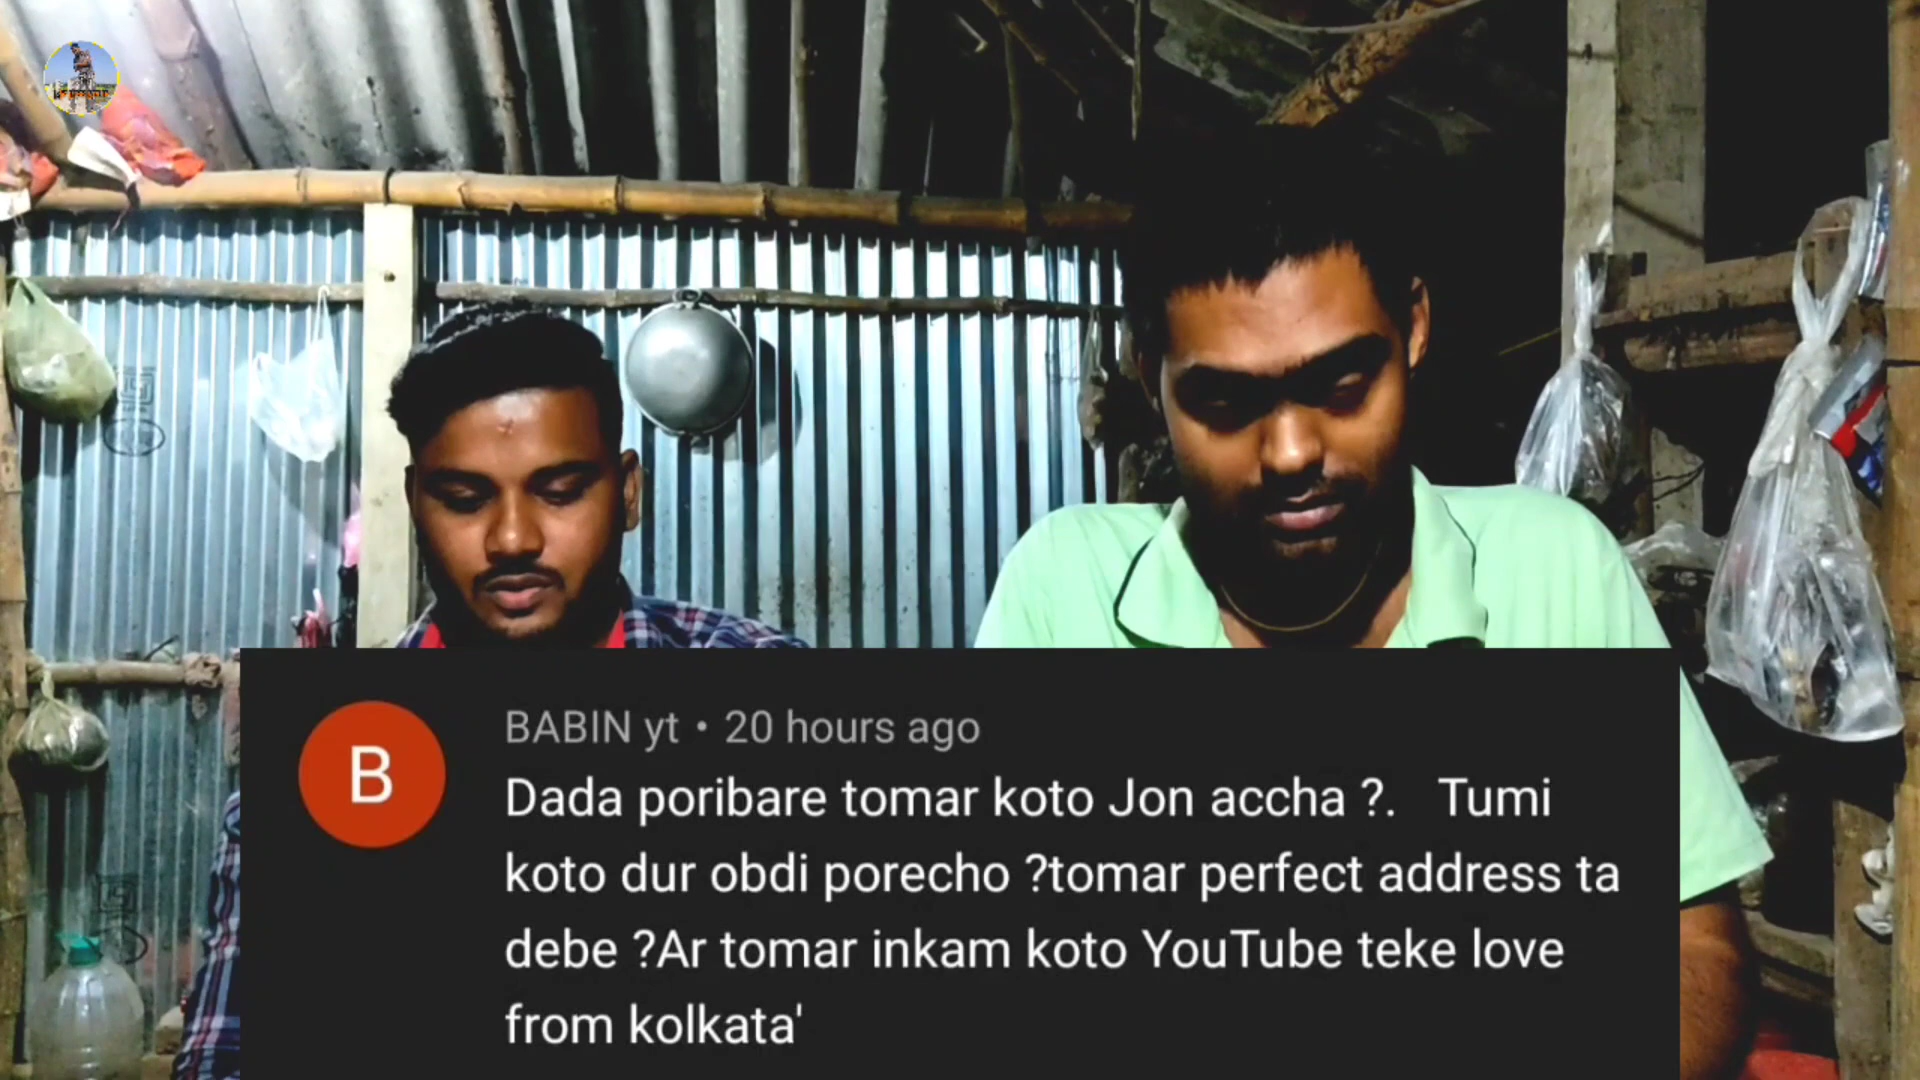 B
BABIN yt • 20 hours ago
Dada poribare tomar koto Jon accha ?. Tumi
koto dur obdi porecho ?tomar perfect address ta
debe ?Ar tomar inkam koto YouTube teke love
from kolkata'